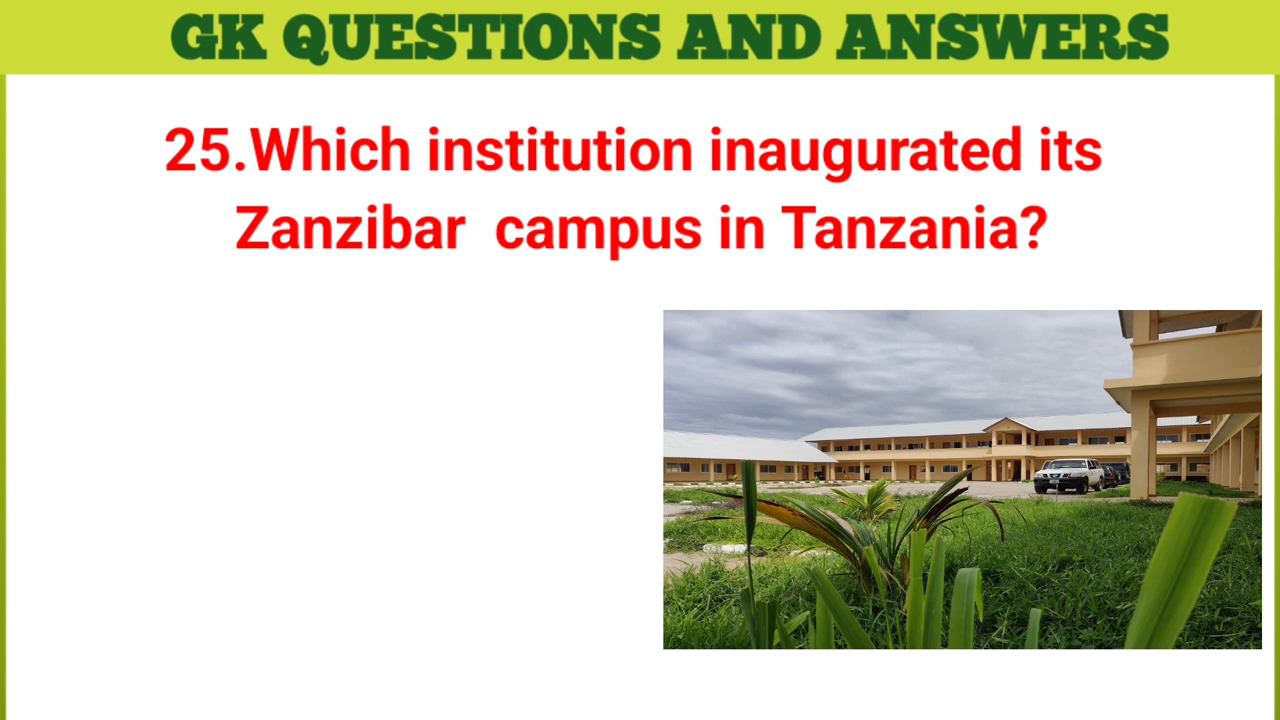 GK QUESTIONS AND ANSWERS
25.Which institution inaugurated its
Zanzibar campus in Tanzania?